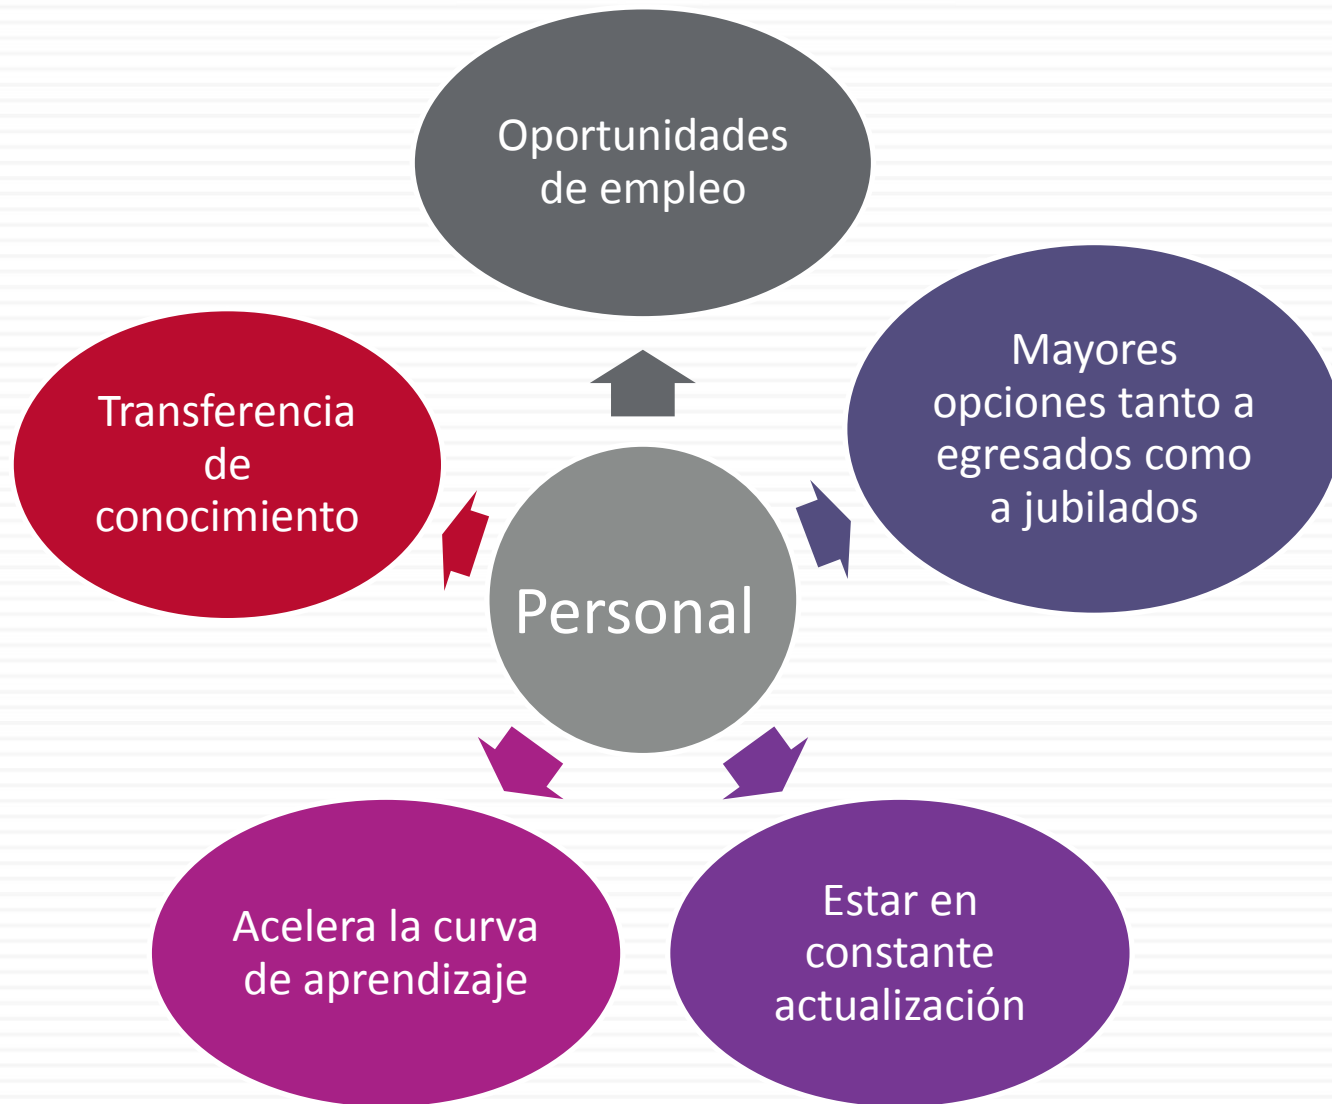 Oportunidades
de empleo
Mayores
opciones tanto a
egresados como
a jubilados
Transferencia
de
conocimiento
Personal
Acelera la curva
de aprendizaje
Estar en
constante
actualización